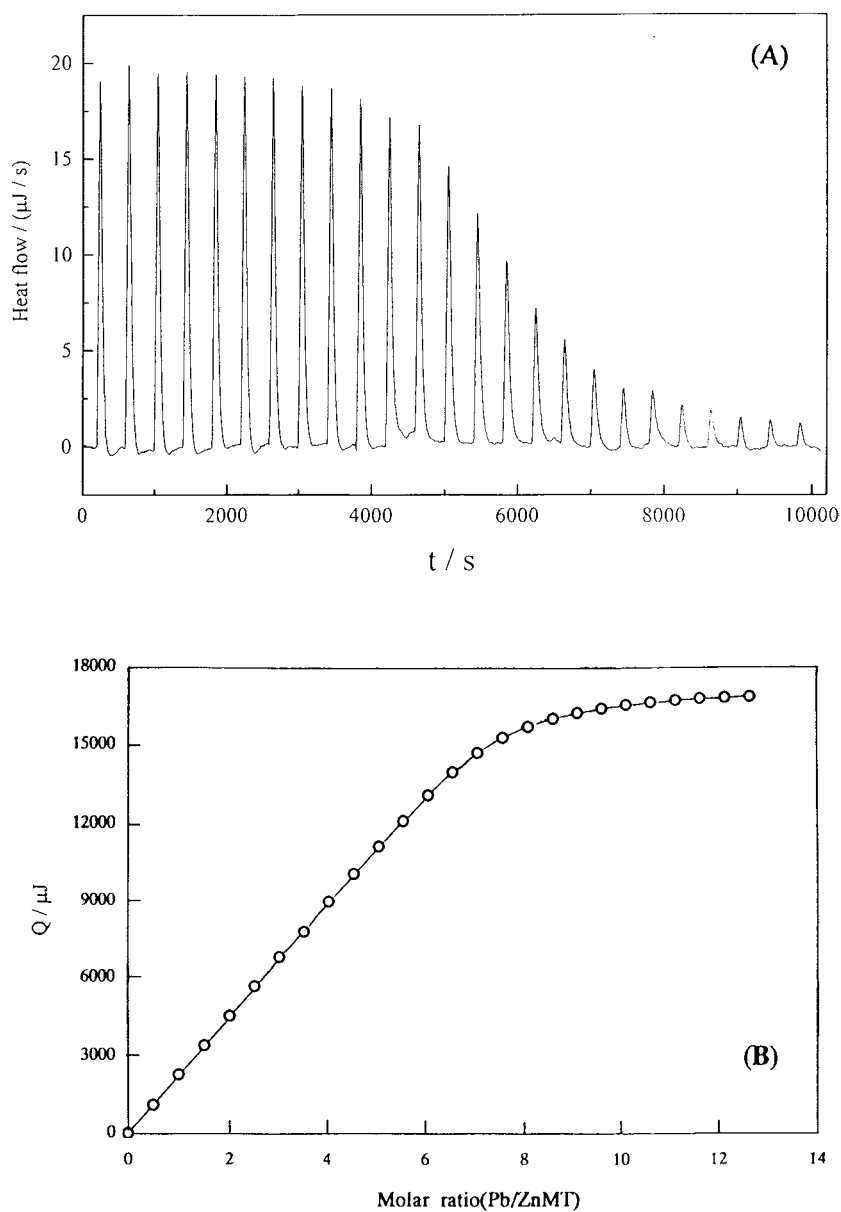 (A)
20
15
10
5
0
Heat flow / (μJ / s)
0 2000 4000 6000 8000 10000
t / s
18000
15000
12000
9000
6000
3000
0
Q / μJ
(B)
0 2 4 6 8 10 12 14
Molar ratio(Pb/ZnMT)